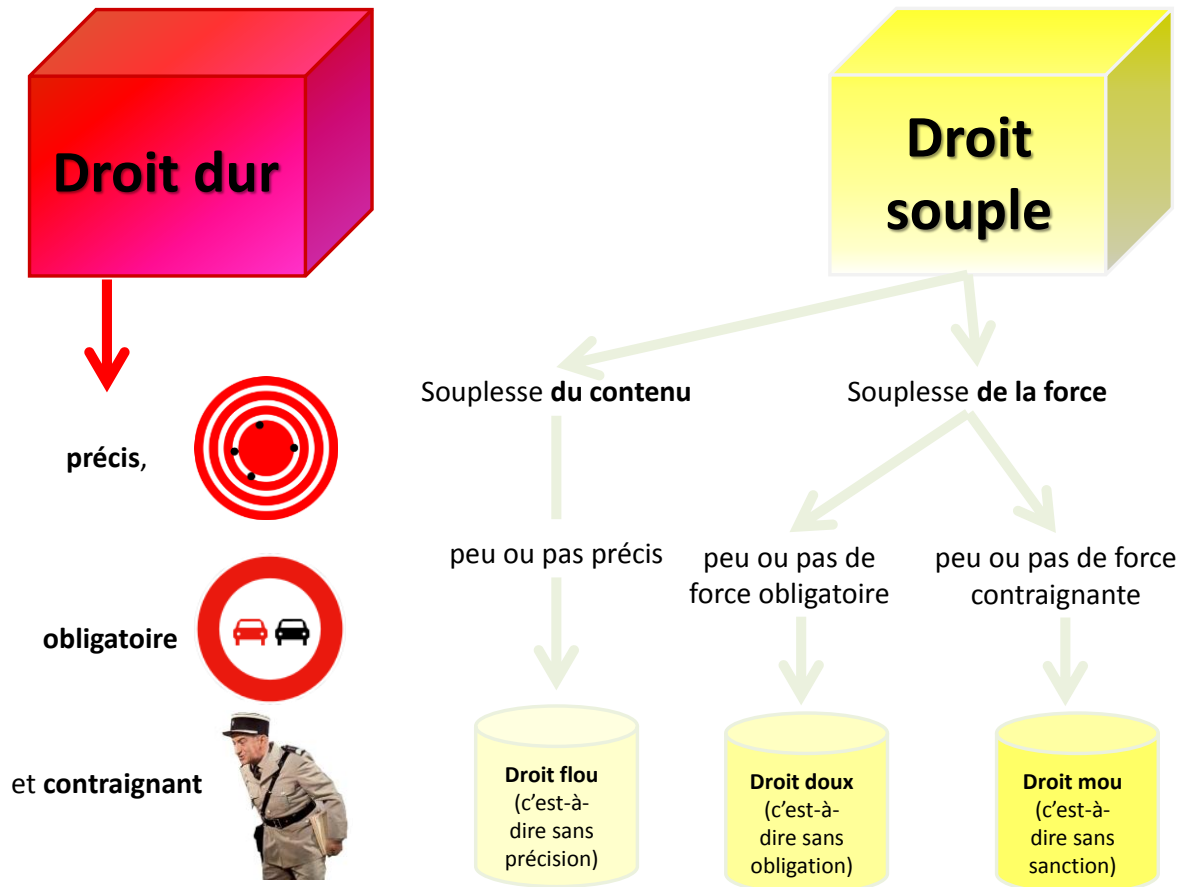 Droit dur
Droit
souple
précis,
obligatoire
et contraignant
Souplesse du contenu
Souplesse de la force
peu ou pas précis
peu ou pas de
force obligatoire
peu ou pas de force
contraignante
Droit flou
(c'est-à-
dire sans
précision)
Droit doux
(c'est-à-
dire sans
obligation)
Droit mou
(c'est-à-
dire sans
sanction)